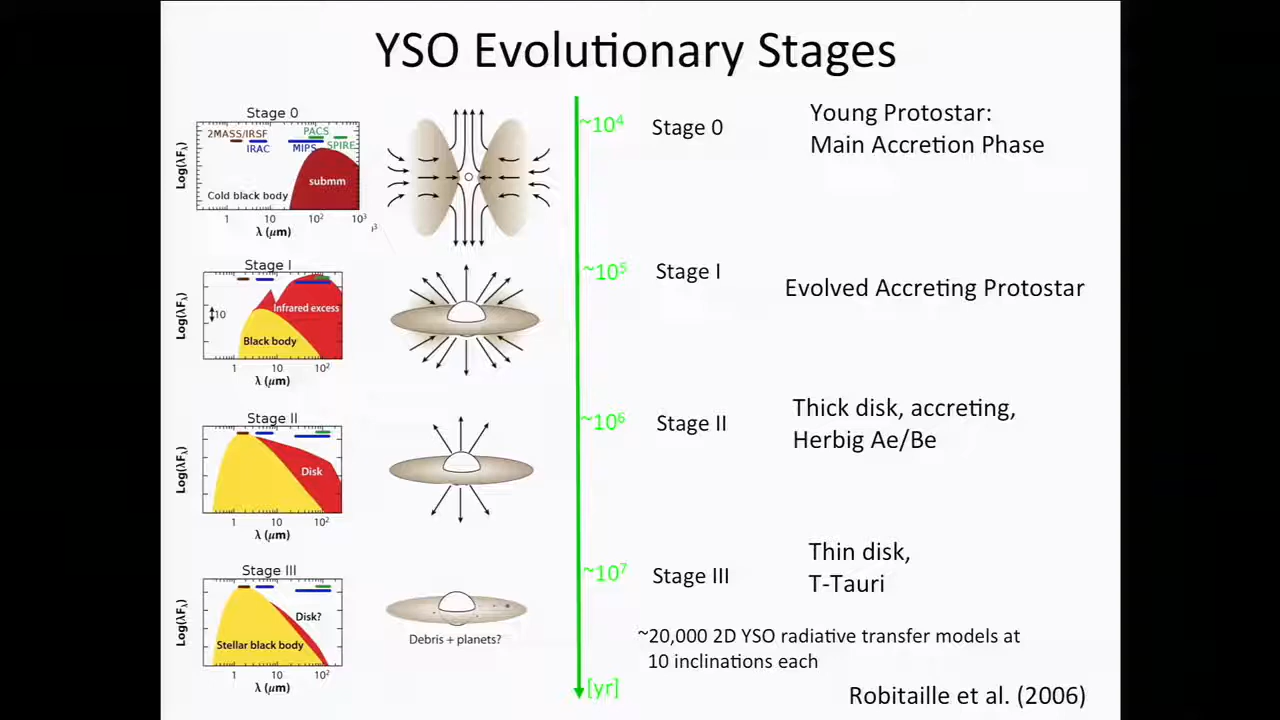 YSO Evolutionary Stages
Stage 0
2MASS/IRSF
PACS
IRAC
MIPS
SPIRE
submm
Cold black body
Log(λFλ)
1 10 10² 10³
λ (μm)
³
~10⁴
Stage 0
Young Protostar:
Main Accretion Phase
Stage I
Log(λFλ)
10
Infrared excess
Black body
1 10 10²
λ (μm)
~10⁵
Stage I
Evolved Accreting Protostar
Stage II
Log(λFλ)
Disk
1 10 10²
λ (μm)
~10⁶
Stage II
Thick disk, accreting,
Herbig Ae/Be
Stage III
Log(λFλ)
Disk?
Stellar black body
1 10 10²
λ (μm)
Debris + planets?
~10⁷
Stage III
Thin disk,
T-Tauri
~20,000 2D YSO radiative transfer models at
10 inclinations each
[yr]
Robitaille et al. (2006)